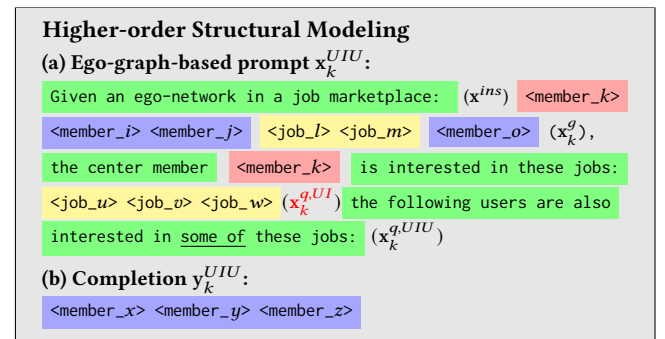 Higher-order Structural Modeling
(a) Ego-graph-based prompt x_k^{UIU}:
Given an ego-network in a job marketplace: (x^{ins}) <member_k>
<member_i> <member_j> <job_l> <job_m> <member_o> (x_k^g),
the center member <member_k> is interested in these jobs:
<job_u> <job_v> <job_w> (x_k^{q,UI}) the following users are also
interested in some of these jobs: (x_k^{q,UIU})
(b) Completion y_k^{UIU}:
<member_x> <member_y> <member_z>